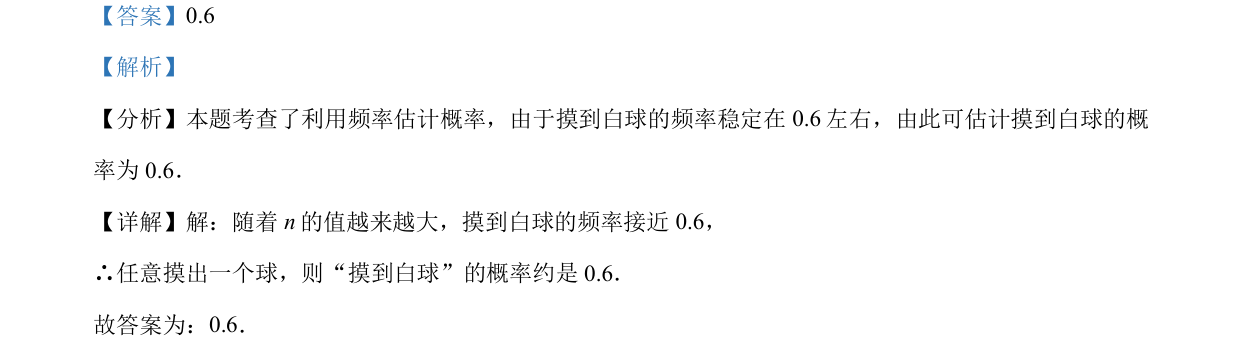 【答案】0.6
【解析】
【分析】本题考查了利用频率估计概率，由于摸到白球的频率稳定在 0.6 左右，由此可估计摸到白球的概
率为 0.6．
【详解】解：随着 n 的值越来越大，摸到白球的频率接近 0.6，
∴任意摸出一个球，则“摸到白球”的概率约是 0.6．
故答案为：0.6．